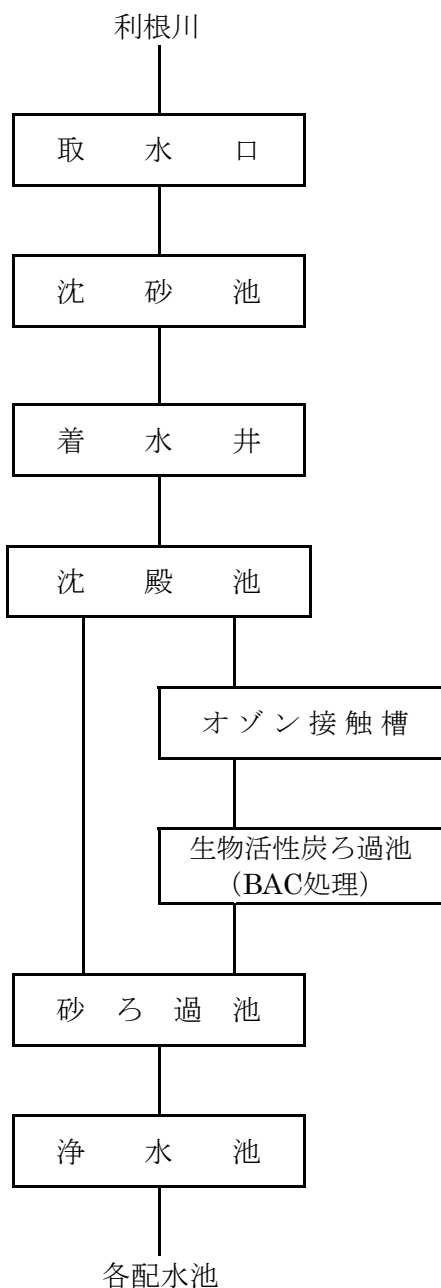 利根川
取水口
沈砂池
着水井
沈殿池
オゾン接触槽
生物活性炭ろ過池
（BAC処理）
砂ろ過池
浄水池
各配水池